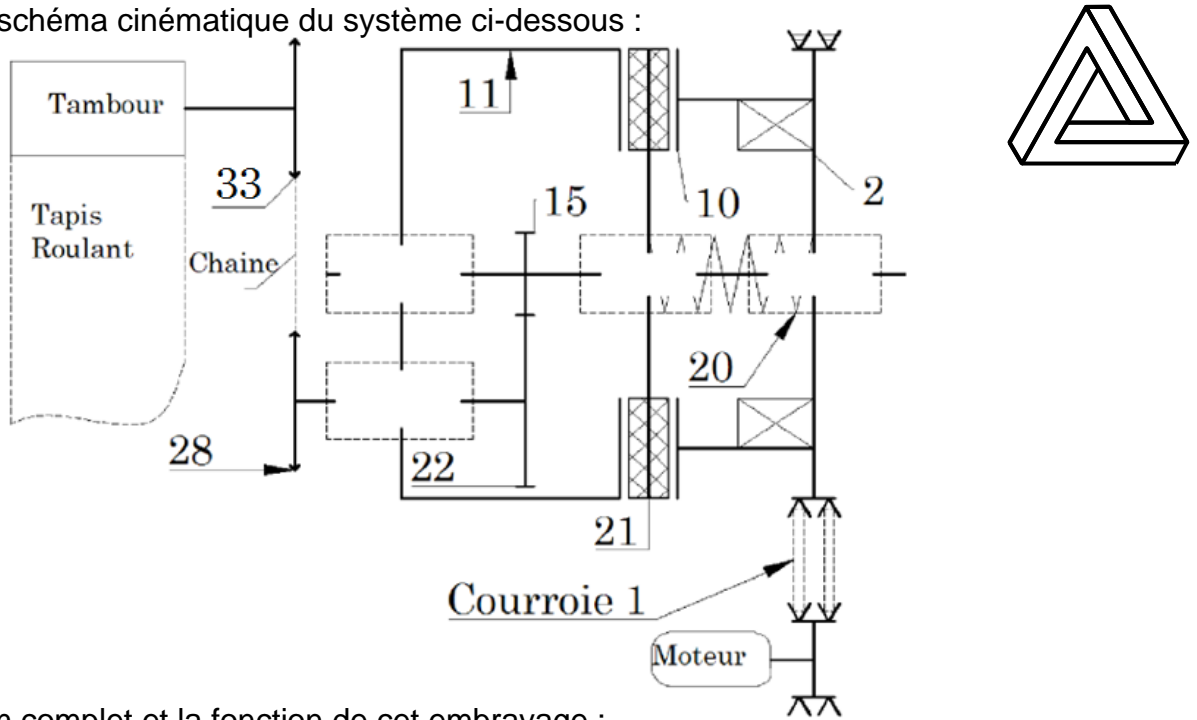 schéma cinématique du système ci-dessous :
11
Tambour
33
Tapis
Roulant
Chaine
15
10
2
20
28
22
21
Courroie 1
Moteur
complet et la fonction de cet embrayage :